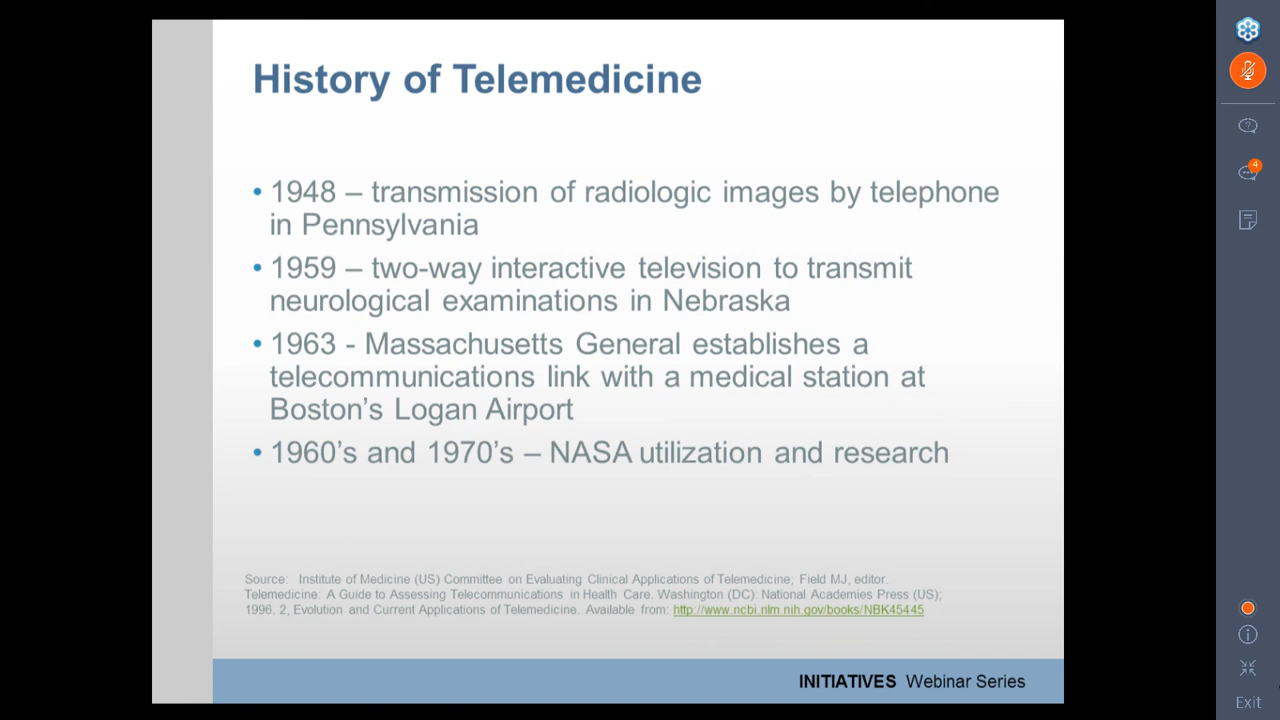 History of Telemedicine
• 1948 – transmission of radiologic images by telephone
in Pennsylvania
• 1959 – two-way interactive television to transmit
neurological examinations in Nebraska
• 1963 - Massachusetts General establishes a
telecommunications link with a medical station at
Boston's Logan Airport
• 1960's and 1970's – NASA utilization and research
Source: Institute of Medicine (US) Committee on Evaluating Clinical Applications of Telemedicine; Field MJ, editor.
Telemedicine: A Guide to Assessing Telecommunications in Health Care. Washington (DC): National Academies Press (US);
1996. 2, Evolution and Current Applications of Telemedicine. Available from: http://www.ncbi.nlm.nih.gov/books/NBK45445
INITIATIVES Webinar Series
4
Exit